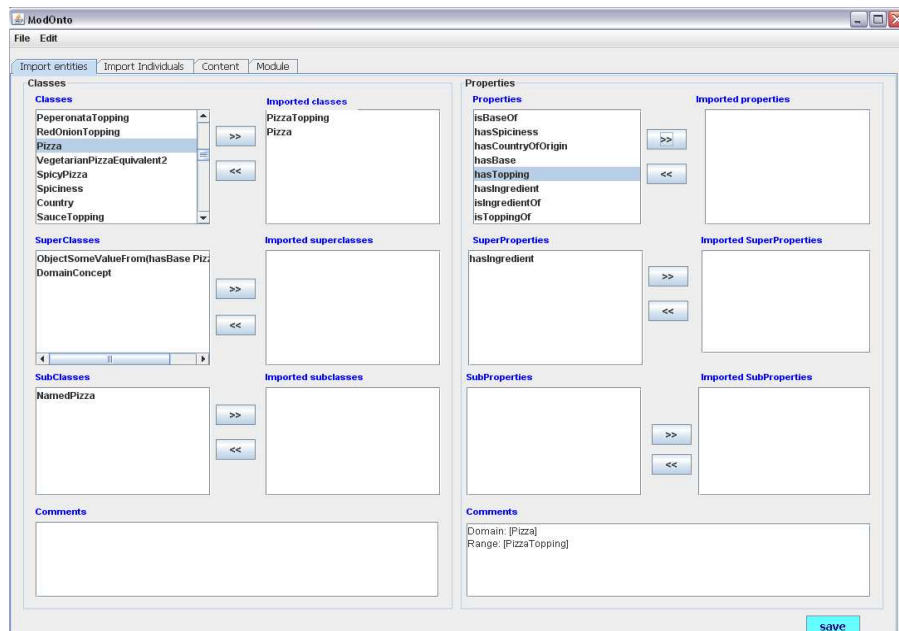 ModOnto
File Edit
Import entities Import Individuals Content Module
Classes
Classes
Imported classes
PeperonataTopping
RedOnionTopping
Pizza
VegetarianPizzaEquivalent2
SpicyPizza
Spiciness
Country
SauceTopping
>>
<<
PizzaTopping
Pizza
SuperClasses
Imported superclasses
ObjectSomeValueFrom(hasBase Pizz
DomainConcept
>>
<<
SubClasses
Imported subclasses
NamedPizza
>>
<<
Comments
Properties
Properties
Imported properties
isBaseOf
hasSpiciness
hasCountryOfOrigin
hasBase
hasTopping
hasIngredient
isIngredientOf
isToppingOf
>>
<<
SuperProperties
Imported SuperProperties
hasIngredient
>>
<<
SubProperties
Imported SubProperties
>>
<<
Comments
Domain: [Pizza]
Range: [PizzaTopping]
save